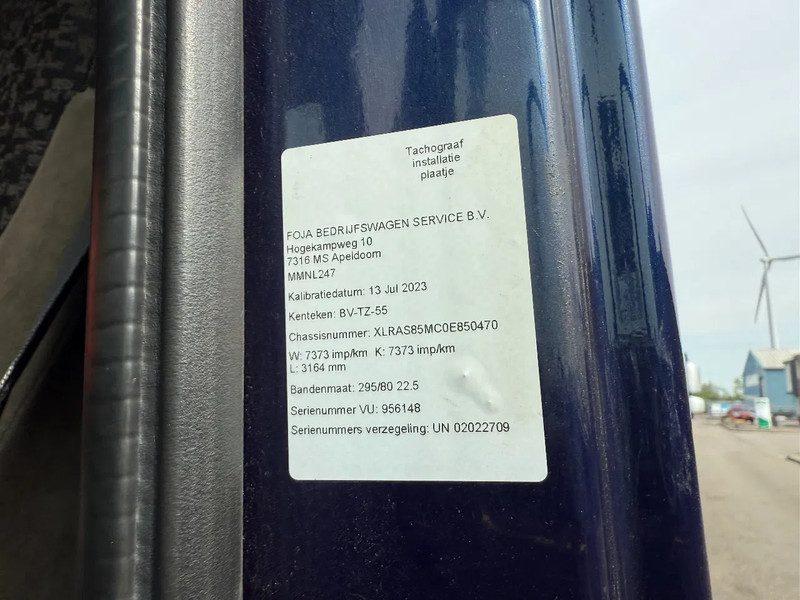 Tachograaf
installatie
plaatje
FOJA BEDRIJFSWAGEN SERVICE B.V.
Hogekampweg 10
7316 MS Apeldoorn
MMNL247
Kalibratiedatum: 13 Jul 2023
Kenteken: BV-TZ-55
Chassisnummer: XLRAS85MC0E850470
W: 7373 imp/km K: 7373 imp/km
L: 3164 mm
Bandenmaat: 295/80 22.5
Serienummer VU: 956148
Serienummers verzegeling: UN 02022709